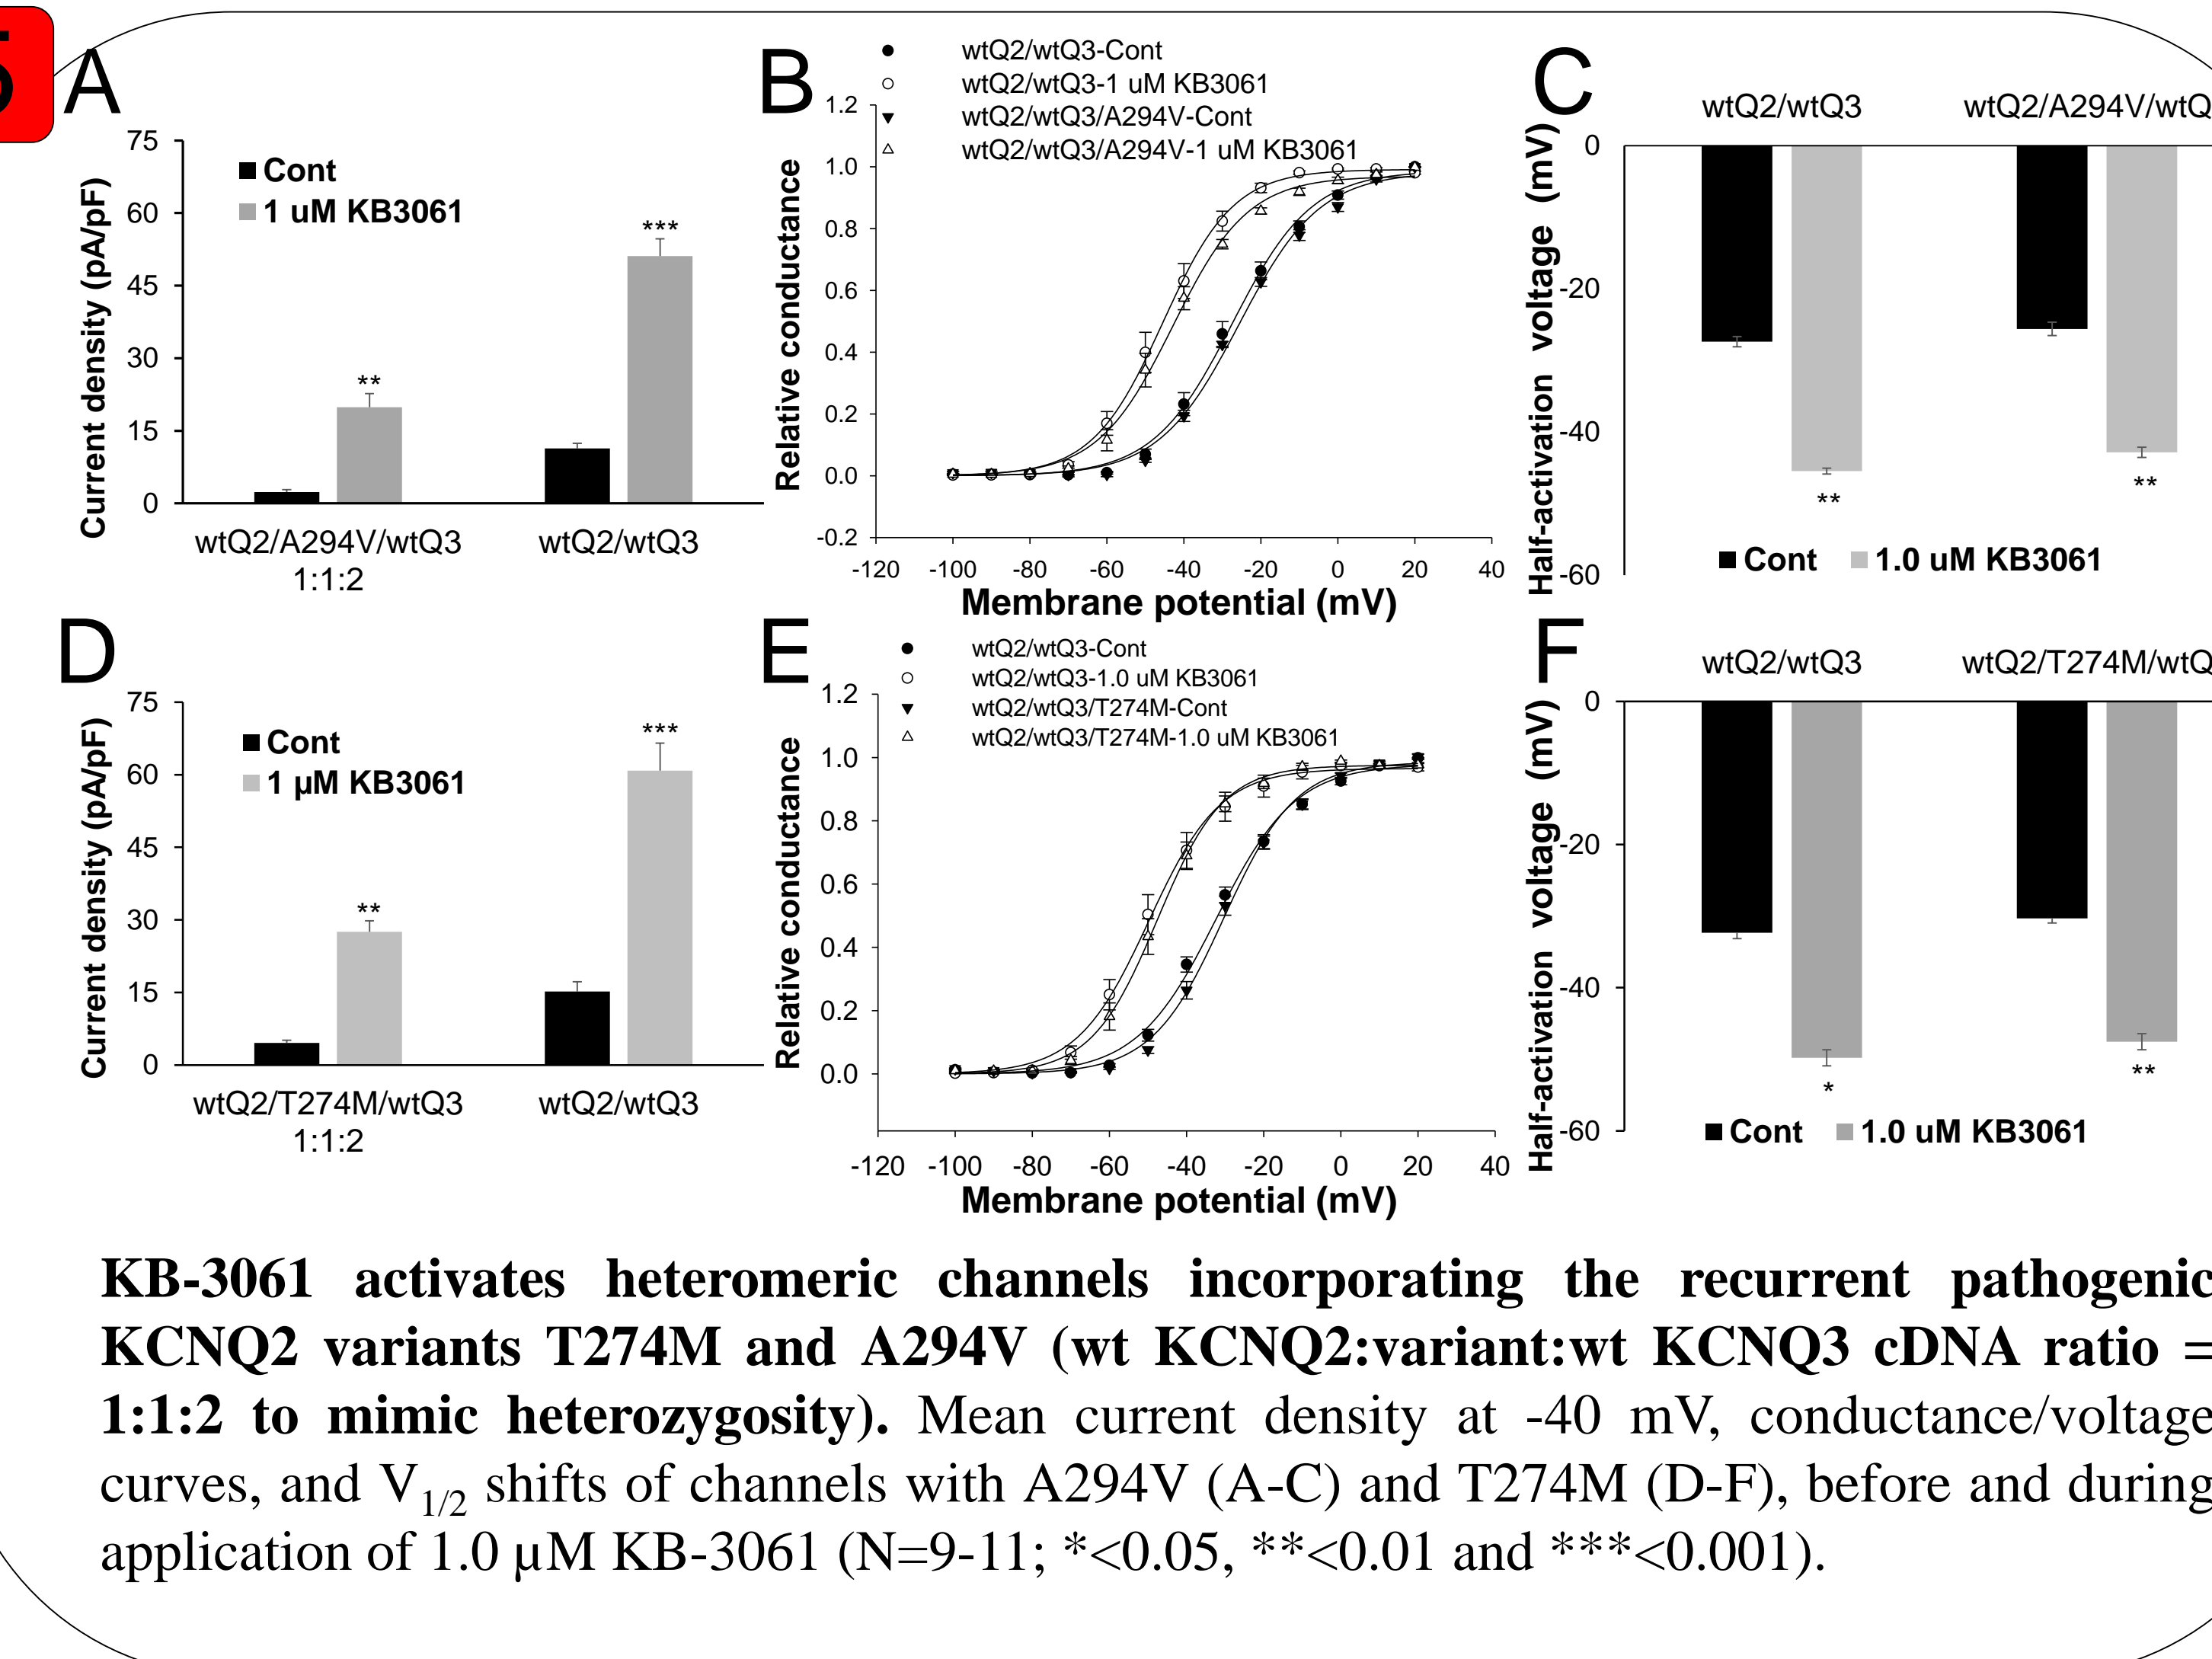 5
A
75
60
45
30
15
0
Current density (pA/pF)
Cont
1 uM KB3061
**
***
wtQ2/A294V/wtQ3
1:1:2
wtQ2/wtQ3
B
wtQ2/wtQ3-Cont
wtQ2/wtQ3-1 uM KB3061
wtQ2/wtQ3/A294V-Cont
wtQ2/wtQ3/A294V-1 uM KB3061
1.2
1.0
0.8
0.6
0.4
0.2
0.0
-0.2
Relative conductance
-120 -100 -80 -60 -40 -20 0 20 40
Membrane potential (mV)
C
wtQ2/wtQ3
wtQ2/A294V/wtQ
0
-20
-40
-60
Half-activation voltage (mV)
**
**
Cont
1.0 uM KB3061
D
75
60
45
30
15
0
Current density (pA/pF)
Cont
1 µM KB3061
**
***
wtQ2/T274M/wtQ3
1:1:2
wtQ2/wtQ3
E
wtQ2/wtQ3-Cont
wtQ2/wtQ3-1.0 uM KB3061
wtQ2/wtQ3/T274M-Cont
wtQ2/wtQ3/T274M-1.0 uM KB3061
1.2
1.0
0.8
0.6
0.4
0.2
0.0
Relative conductance
-120 -100 -80 -60 -40 -20 0 20 40
Membrane potential (mV)
F
wtQ2/wtQ3
wtQ2/T274M/wtQ
0
-20
-40
-60
Half-activation voltage (mV)
*
**
Cont
1.0 uM KB3061
KB-3061 activates heteromeric channels incorporating the recurrent pathogenic
KCNQ2 variants T274M and A294V (wt KCNQ2:variant:wt KCNQ3 cDNA ratio =
1:1:2 to mimic heterozygosity). Mean current density at -40 mV, conductance/voltage
curves, and V1/2 shifts of channels with A294V (A-C) and T274M (D-F), before and during
application of 1.0 µM KB-3061 (N=9-11; *<0.05, **<0.01 and ***<0.001).